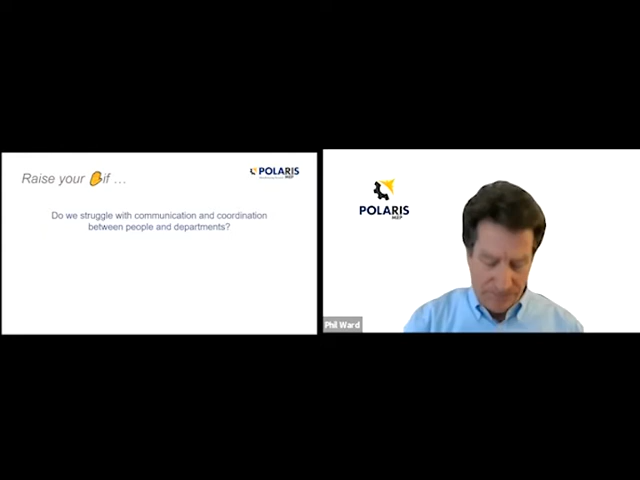 Raise your if ...
POLARIS
MEP
Do we struggle with communication and coordination
between people and departments?
POLARIS
MEP
Phil Ward